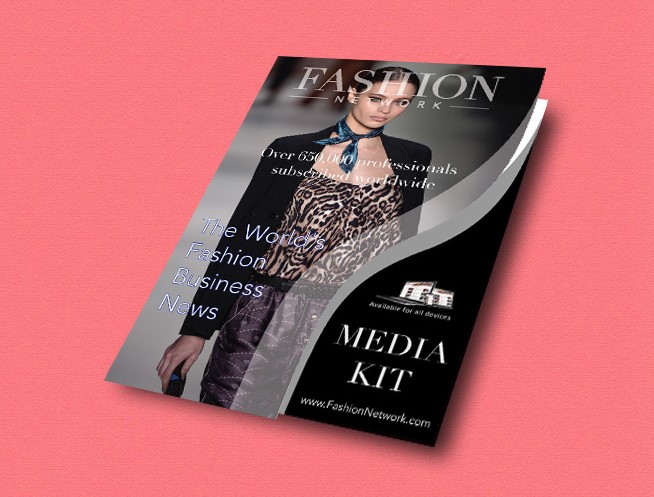 FASHION
NETWORK
Over 650,000 professionals
subscribed worldwide
The World's
Fashion
Business
News
Available for all devices
MEDIA
KIT
www.FashionNetwork.com